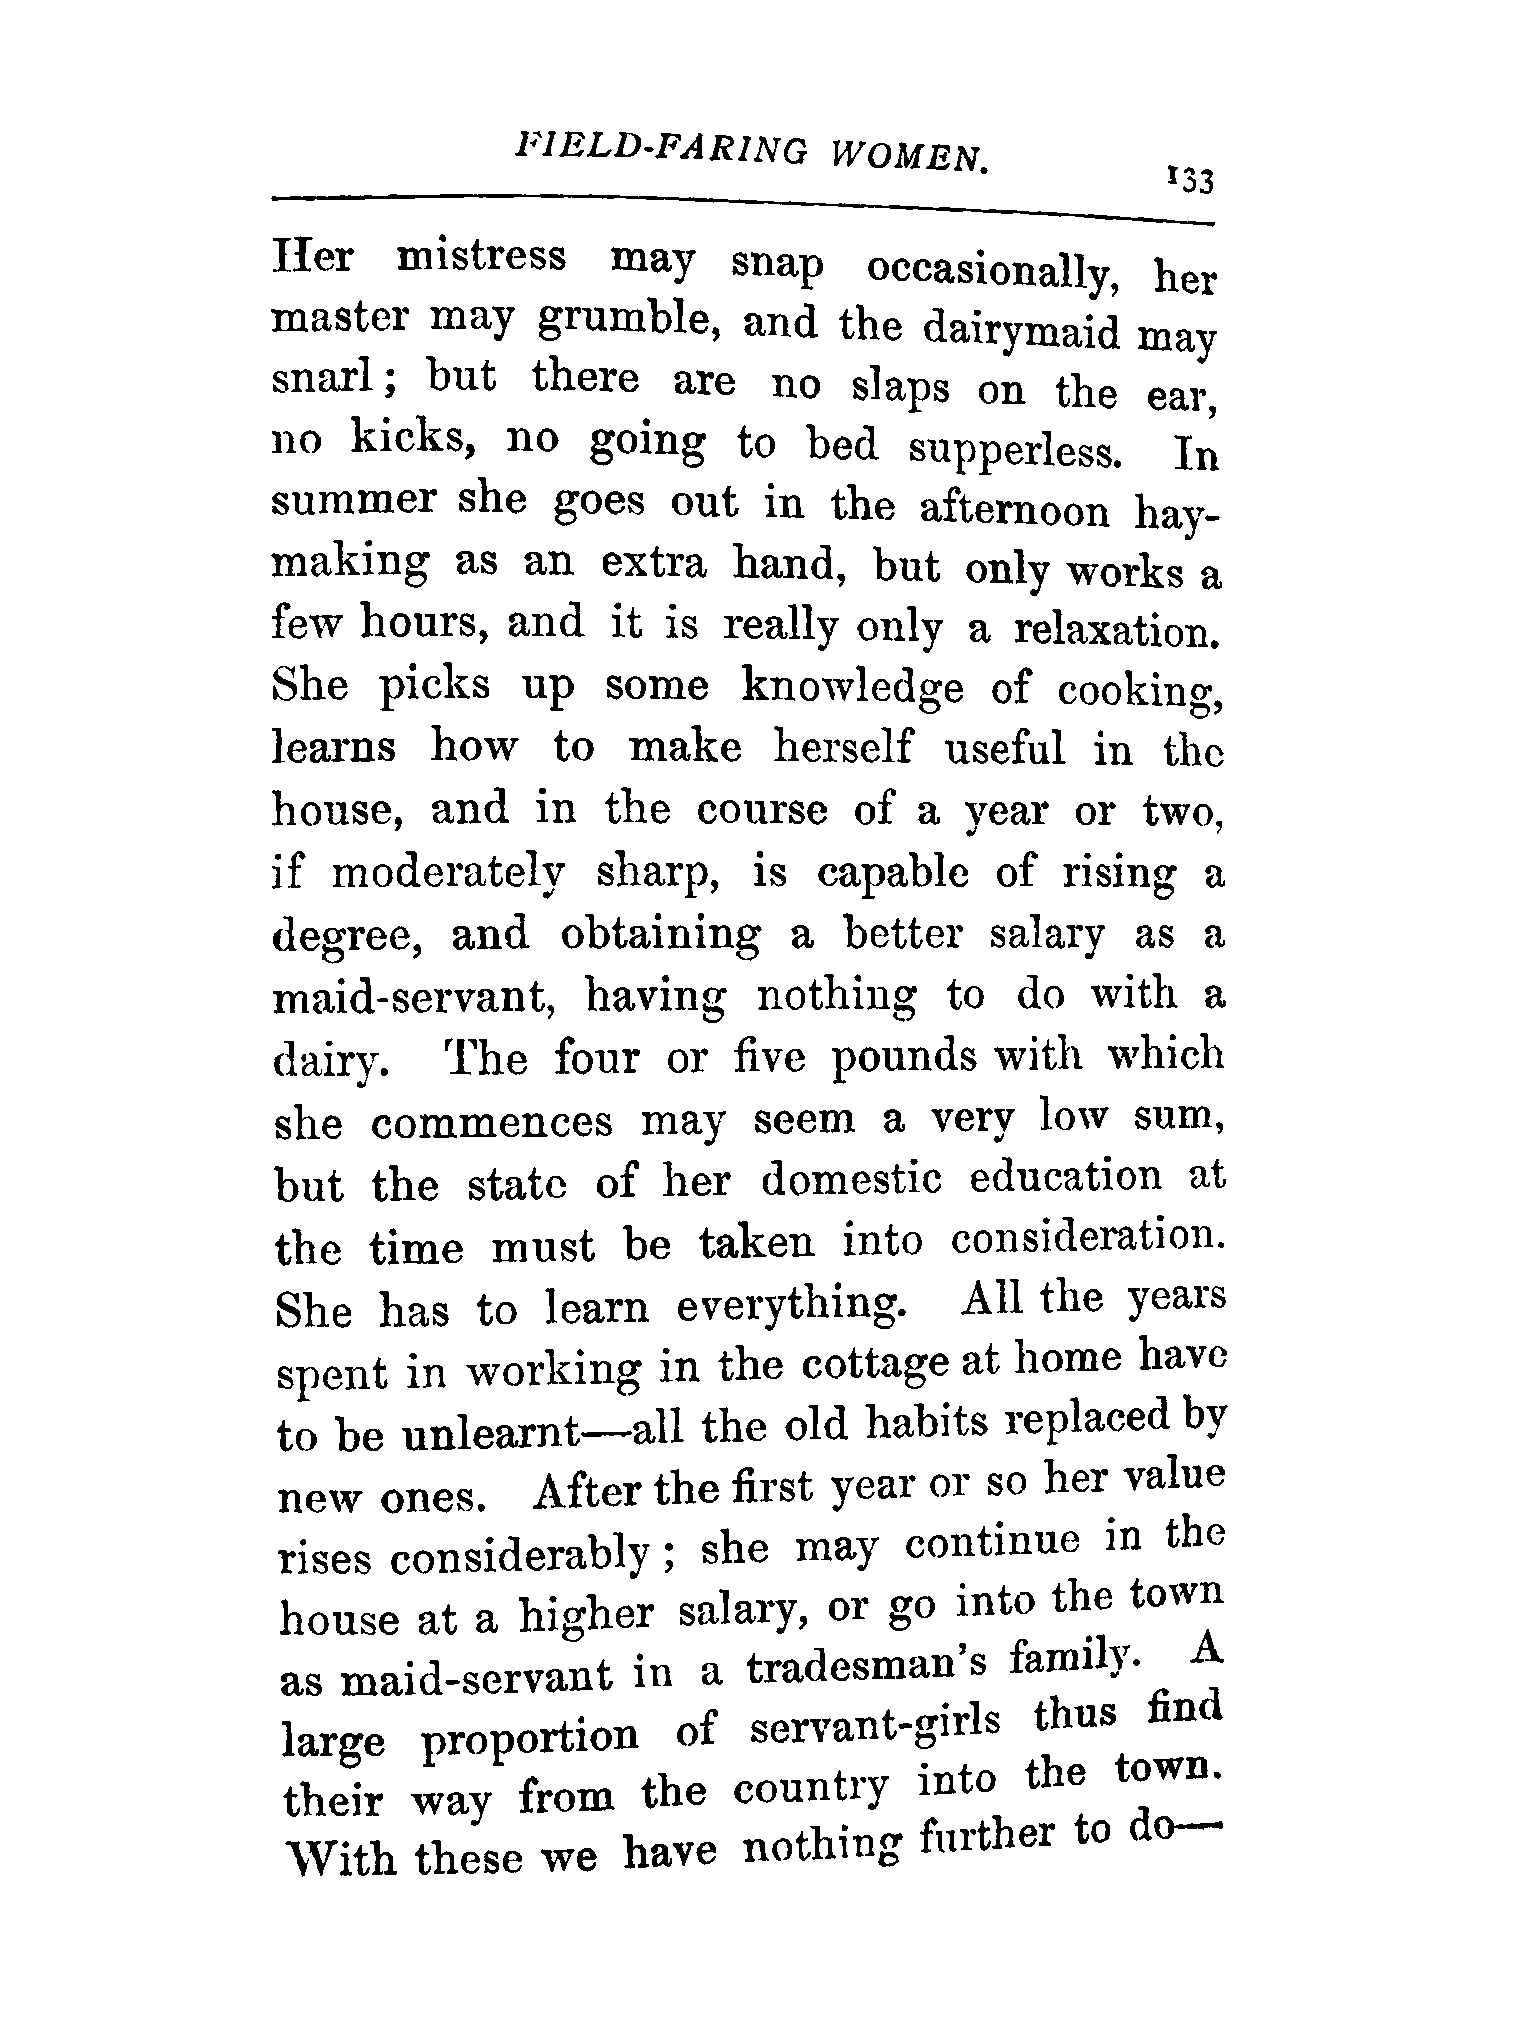 FIELD-FARING WOMEN. 133
Her mistress may snap occasionally, her
master may grumble, and the dairymaid may
snarl; but there are no slaps on the ear,
no kicks, no going to bed supperless. In
summer she goes out in the afternoon hay-
making as an extra hand, but only works a
few hours, and it is really only a relaxation.
She picks up some knowledge of cooking,
learns how to make herself useful in the
house, and in the course of a year or two,
if moderately sharp, is capable of rising a
degree, and obtaining a better salary as a
maid-servant, having nothing to do with a
dairy. The four or five pounds with which
she commences may seem a very low sum,
but the state of her domestic education at
the time must be taken into consideration.
She has to learn everything. All the years
spent in working in the cottage at home have
to be unlearnt—all the old habits replaced by
new ones. After the first year or so her value
rises considerably; she may continue in the
house at a higher salary, or go into the town
as maid-servant in a tradesman's family. A
large proportion of servant-girls thus find
their way from the country into the town.
With these we have nothing further to do—